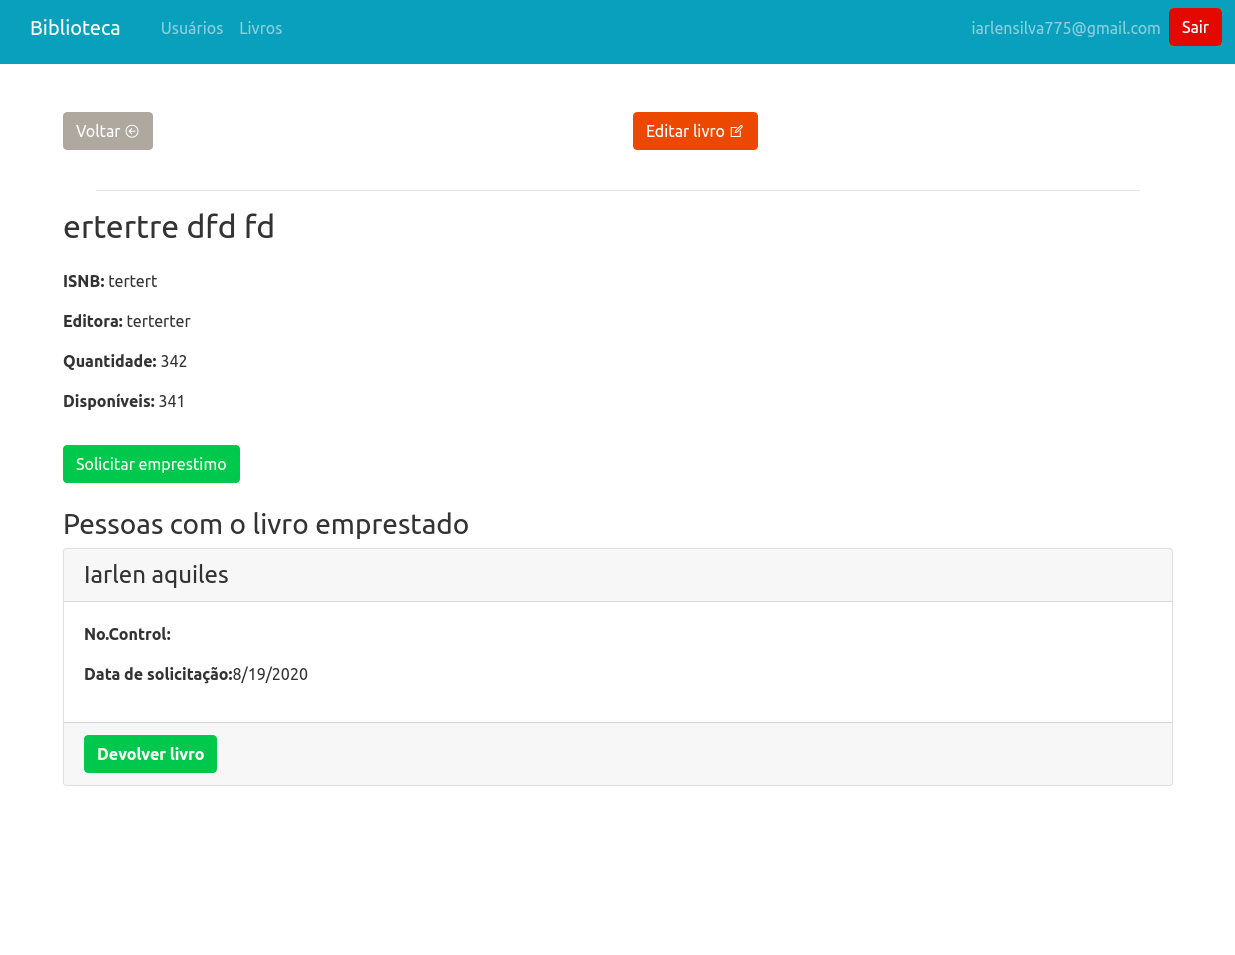 Biblioteca Usuários Livros iarlensilva775@gmail.com Sair
Voltar Editar livro
ertertre dfd fd
ISNB: tertert
Editora: terterter
Quantidade: 342
Disponíveis: 341
Solicitar emprestimo
Pessoas com o livro emprestado
Iarlen aquiles
No.Control:
Data de solicitação:8/19/2020
Devolver livro